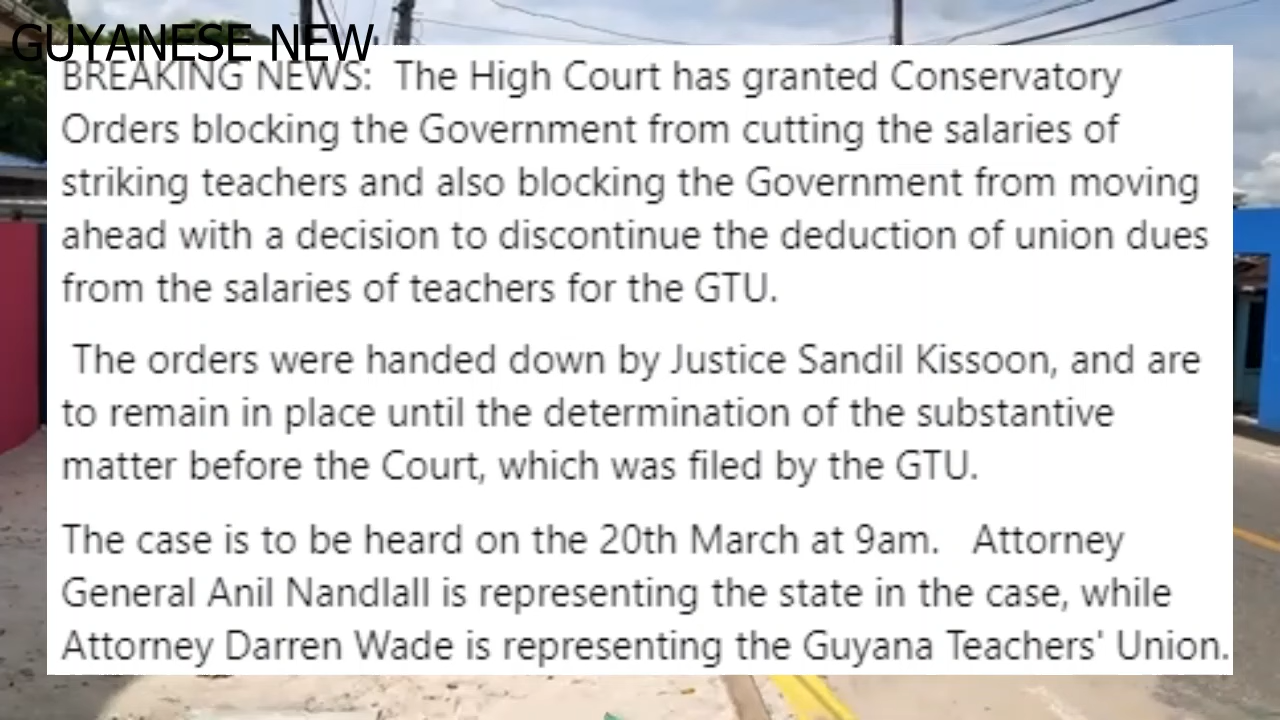 GUYANESE NEW
BREAKING NEWS: The High Court has granted Conservatory
Orders blocking the Government from cutting the salaries of
striking teachers and also blocking the Government from moving
ahead with a decision to discontinue the deduction of union dues
from the salaries of teachers for the GTU.
The orders were handed down by Justice Sandil Kissoon, and are
to remain in place until the determination of the substantive
matter before the Court, which was filed by the GTU.
The case is to be heard on the 20th March at 9am. Attorney
General Anil Nandlall is representing the state in the case, while
Attorney Darren Wade is representing the Guyana Teachers' Union.